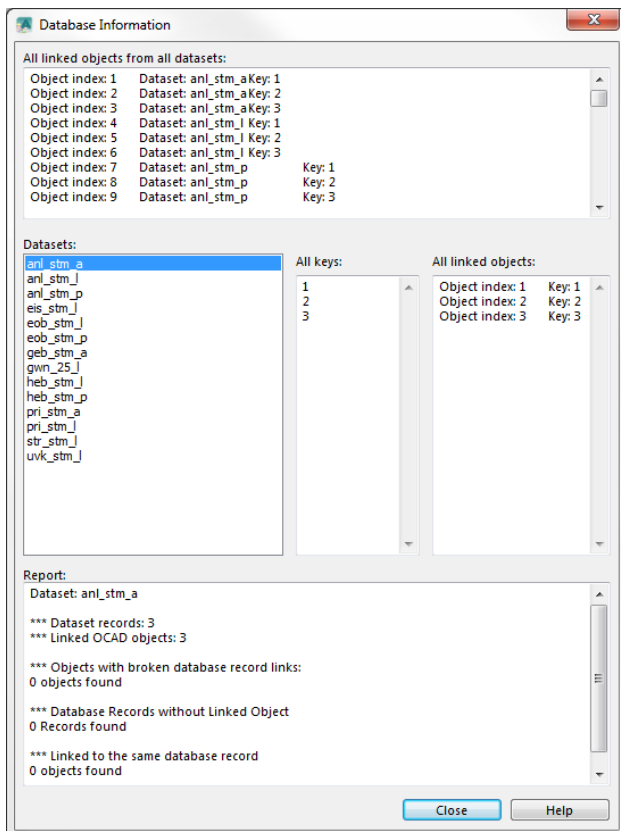 Database Information
All linked objects from all datasets:
Object index: 1 Dataset: anl_stm_aKey: 1
Object index: 2 Dataset: anl_stm_aKey: 2
Object index: 3 Dataset: anl_stm_aKey: 3
Object index: 4 Dataset: anl_stm_l Key: 1
Object index: 5 Dataset: anl_stm_l Key: 2
Object index: 6 Dataset: anl_stm_l Key: 3
Object index: 7 Dataset: anl_stm_p Key: 1
Object index: 8 Dataset: anl_stm_p Key: 2
Object index: 9 Dataset: anl_stm_p Key: 3
Datasets:
anl_stm_a
anl_stm_l
anl_stm_p
eis_stm_l
eob_stm_l
eob_stm_p
geb_stm_a
gwn_25_l
heb_stm_l
heb_stm_p
pri_stm_a
pri_stm_l
str_stm_l
uvk_stm_l
All keys:
1
2
3
All linked objects:
Object index: 1 Key: 1
Object index: 2 Key: 2
Object index: 3 Key: 3
Report:
Dataset: anl_stm_a
*** Dataset records: 3
*** Linked OCAD objects: 3
*** Objects with broken database record links:
0 objects found
*** Database Records without Linked Object
0 Records found
*** Linked to the same database record
0 objects found
Close
Help